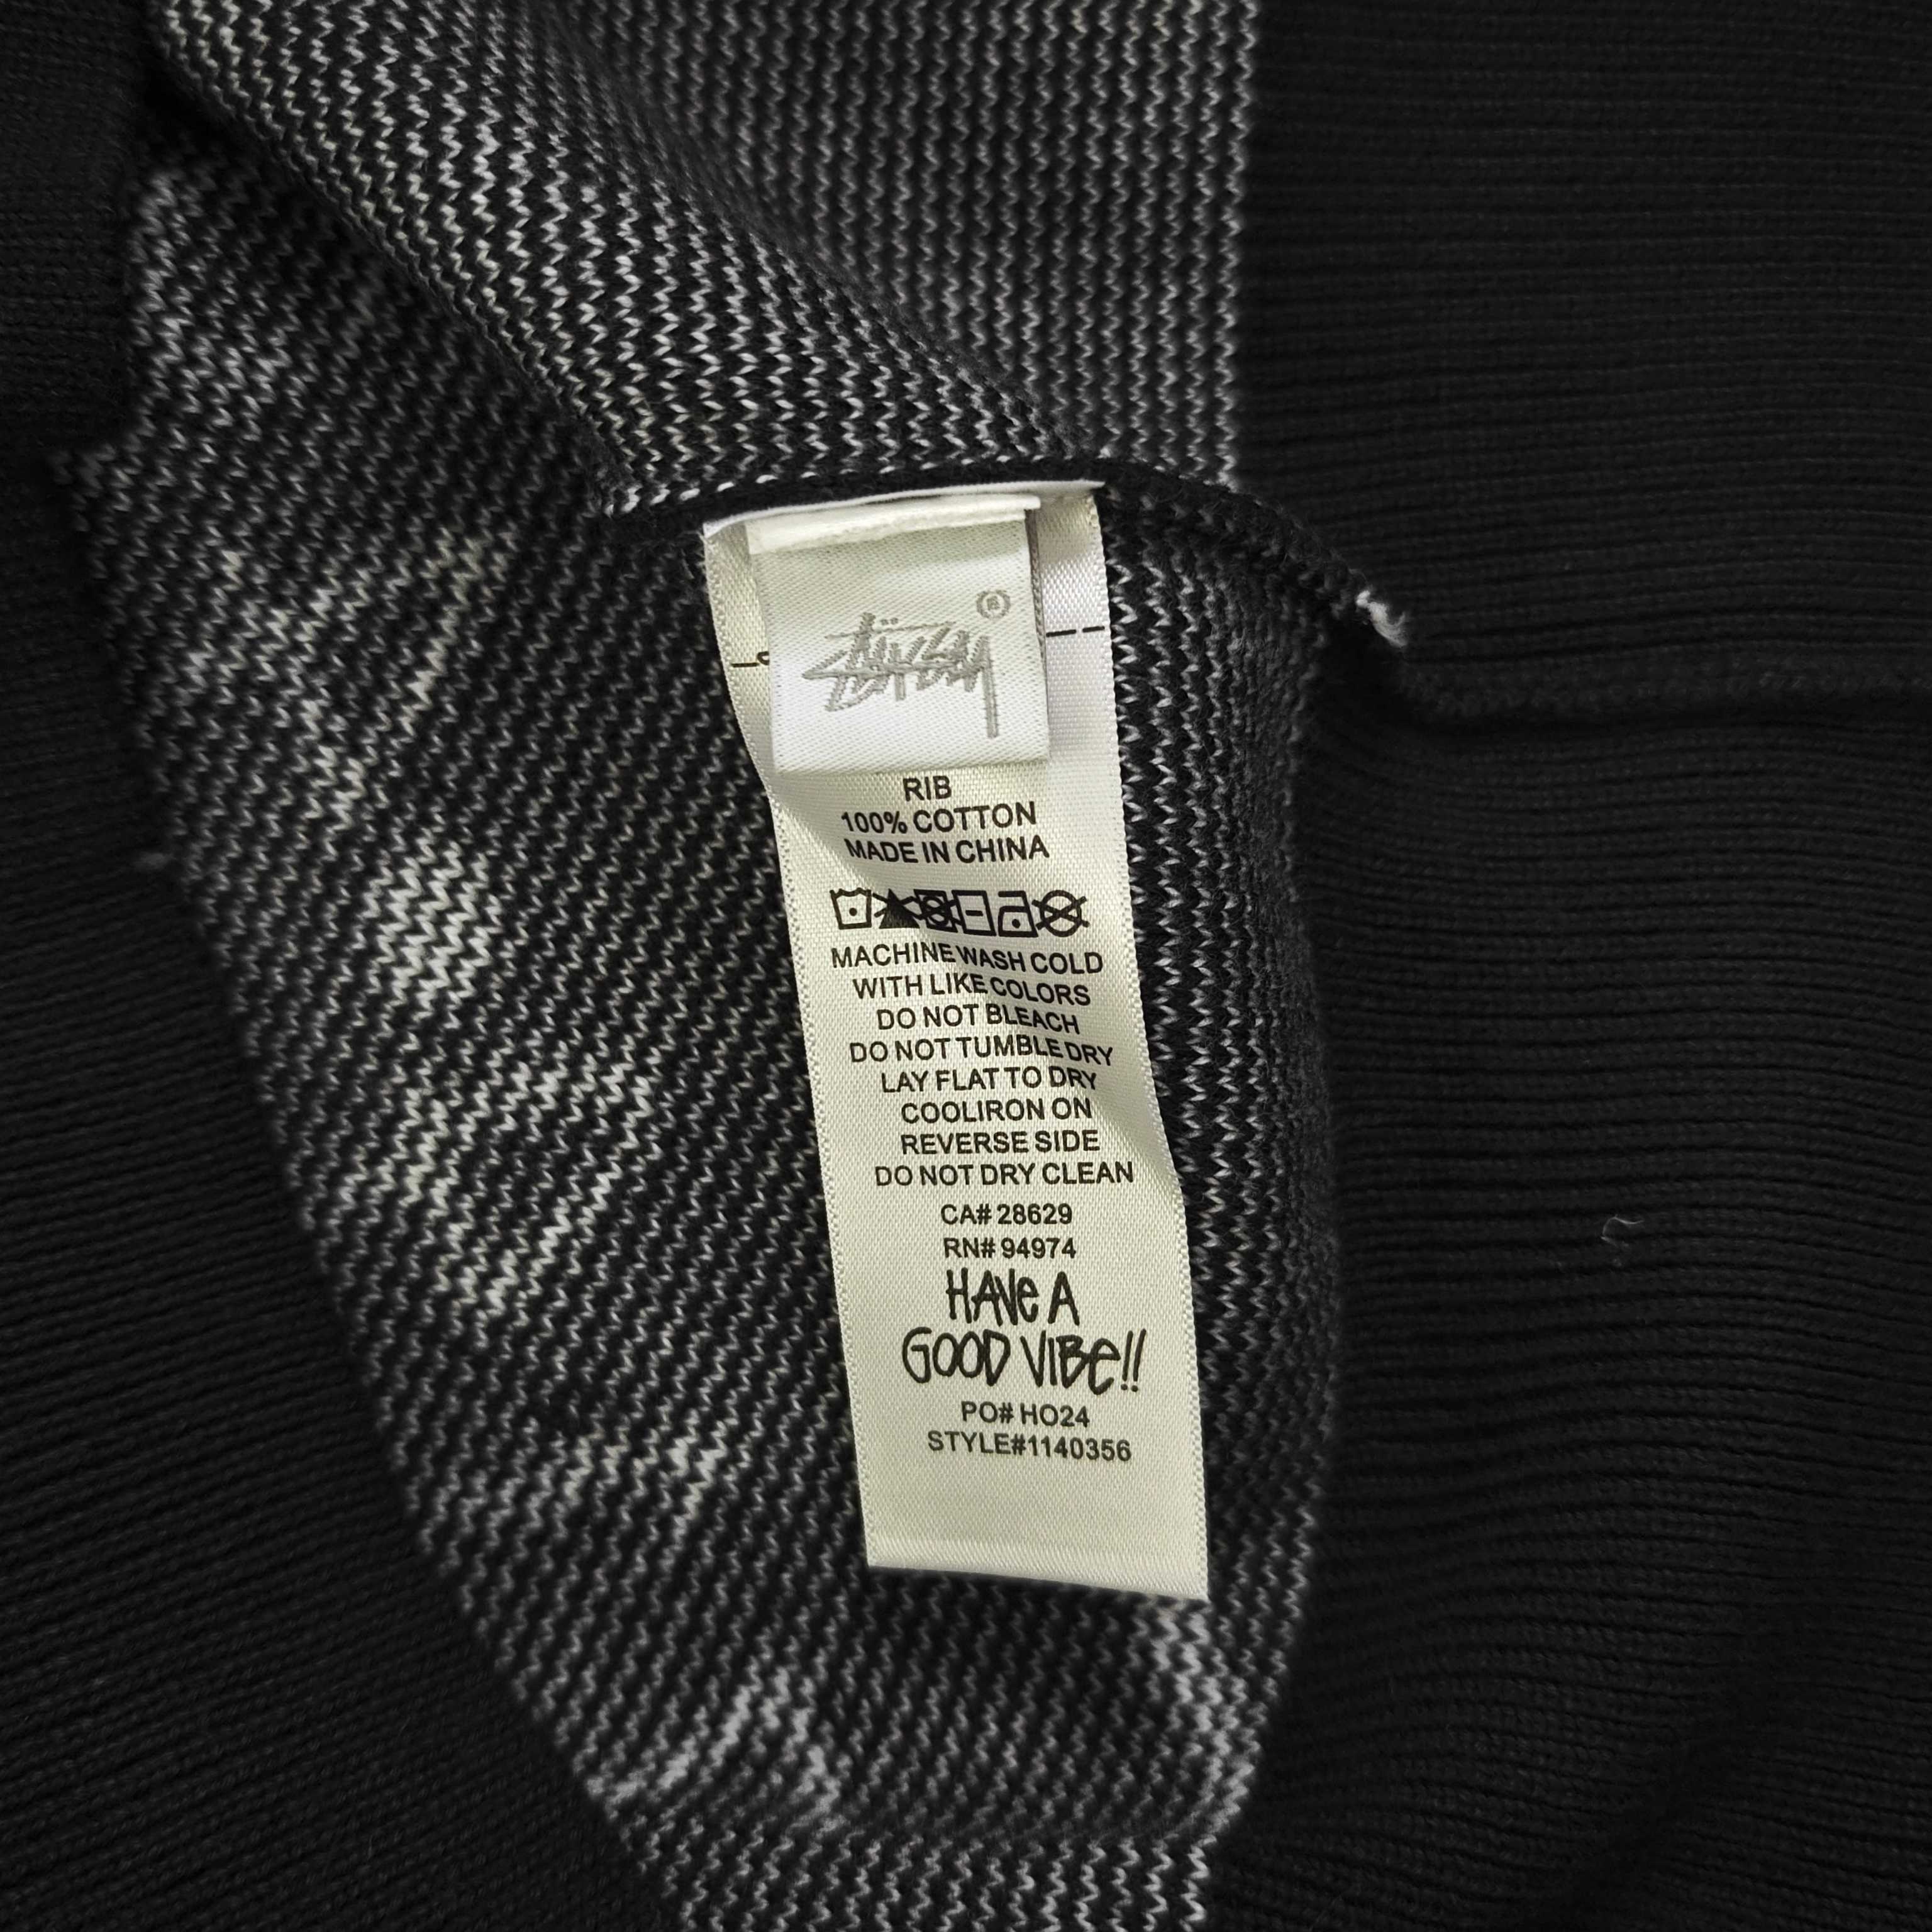 Stüssy ®
RIB
100% COTTON
MADE IN CHINA
MACHINE WASH COLD
WITH LIKE COLORS
DO NOT BLEACH
DO NOT TUMBLE DRY
LAY FLAT TO DRY
COOL IRON ON
REVERSE SIDE
DO NOT DRY CLEAN
CA# 28629
RN# 94974
HAVe A
GOOD VIBe!!
PO# HO24
STYLE#1140356